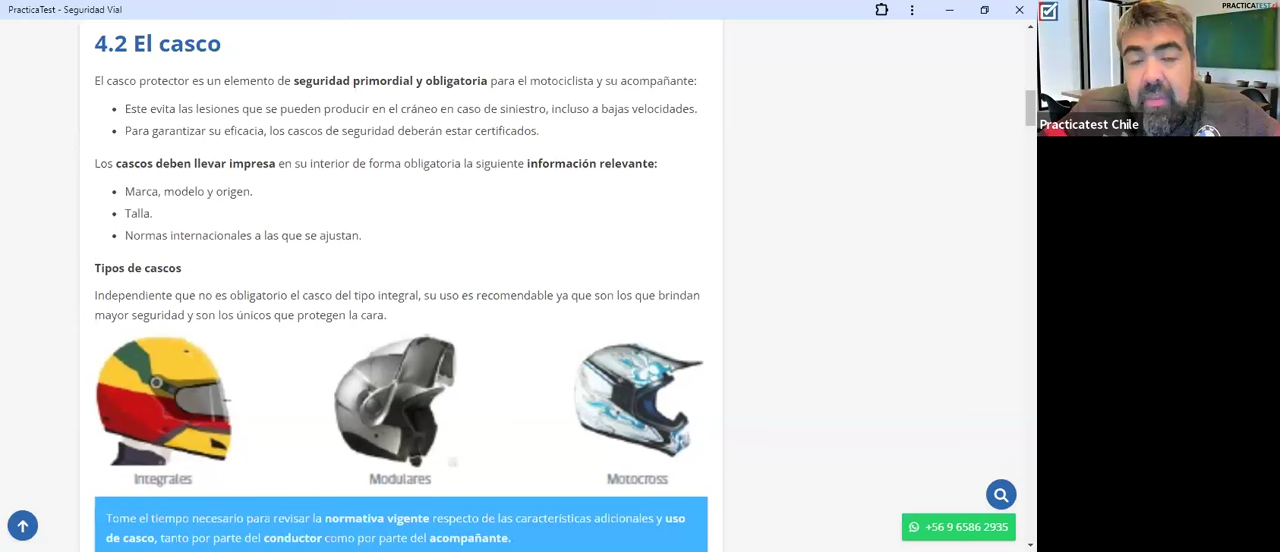 PracticaTest - Seguridad Vial
PRACTICATEST
4.2 El casco
El casco protector es un elemento de seguridad primordial y obligatoria para el motociclista y su acompañante:
• Este evita las lesiones que se pueden producir en el cráneo en caso de siniestro, incluso a bajas velocidades.
• Para garantizar su eficacia, los cascos de seguridad deberán estar certificados.
Practicatest Chile
Los cascos deben llevar impresa en su interior de forma obligatoria la siguiente información relevante:
• Marca, modelo y origen.
• Talla.
• Normas internacionales a las que se ajustan.
Tipos de cascos
Independiente que no es obligatorio el casco del tipo integral, su uso es recomendable ya que son los que brindan
mayor seguridad y son los únicos que protegen la cara.
Integrales
Modulares
Motocross
Tome el tiempo necesario para revisar la normativa vigente respecto de las características adicionales y uso
de casco, tanto por parte del conductor como por parte del acompañante.
+56 9 6586 2935